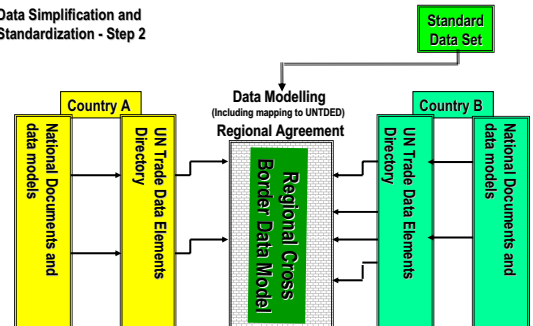 Data Simplification and
Standardization - Step 2
Standard
Data Set
Country A
Data Modelling
(Including mapping to UNTDED)
Regional Agreement
Country B
National Documents and
data models
UN Trade Data Elements
Directory
Regional Cross
Border Data Model
UN Trade Data Elements
Directory
National Documents and
data models